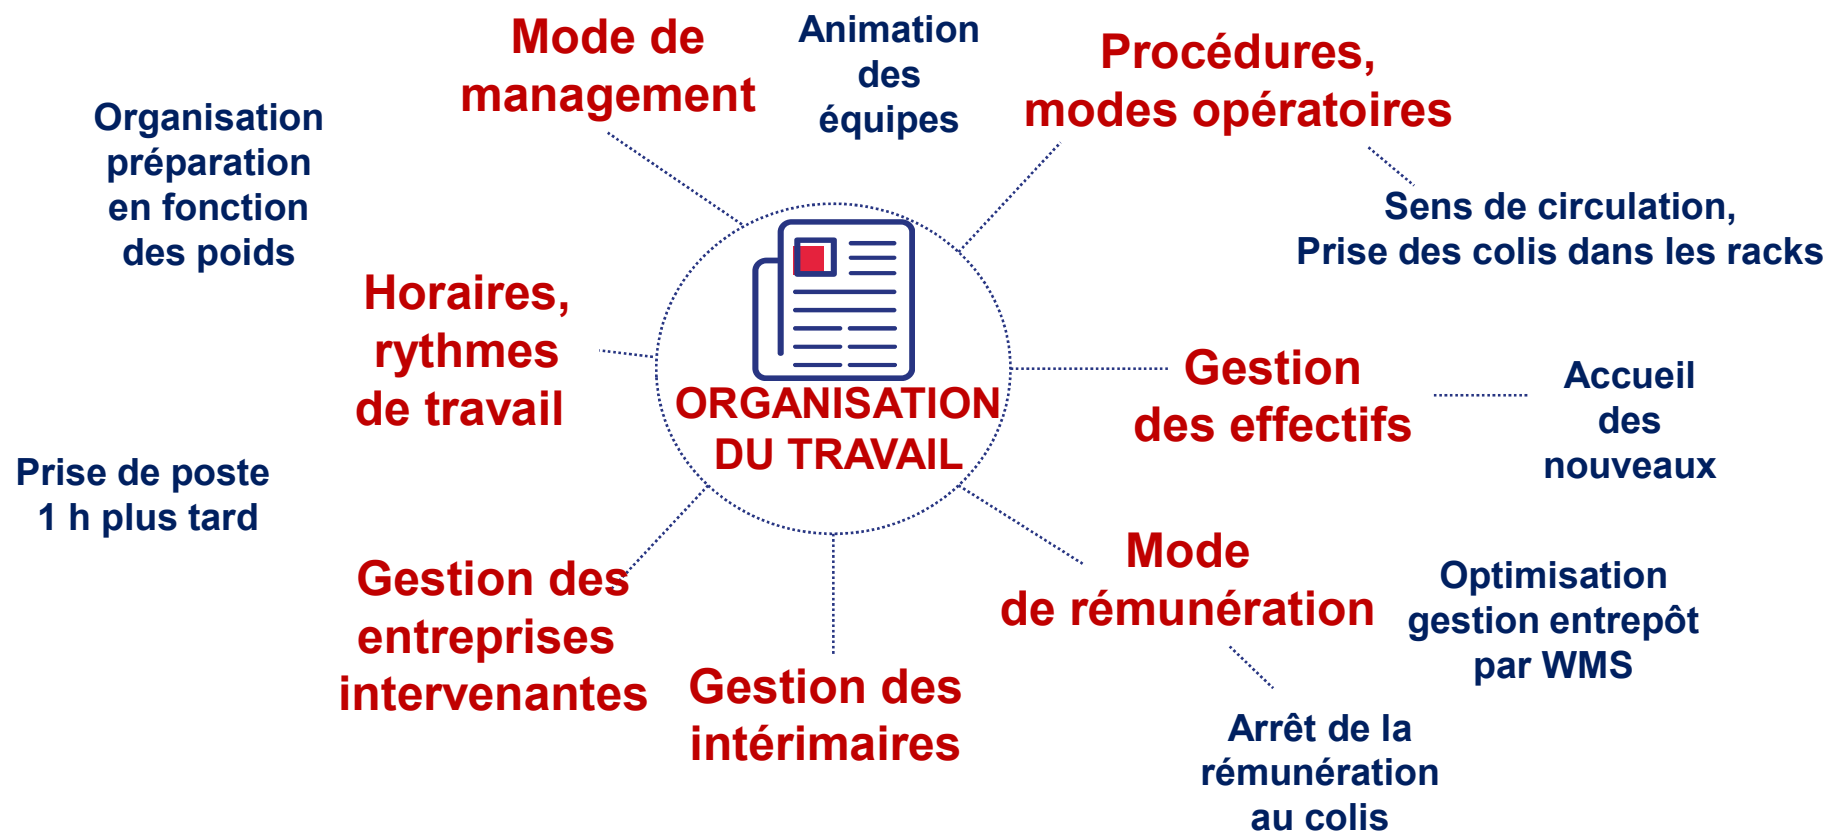 Mode de
management
Animation
des
équipes
Procédures,
modes opératoires
Organisation
préparation
en fonction
des poids
Sens de circulation,
Prise des colis dans les racks
Horaires,
rythmes
de travail
ORGANISATION
DU TRAVAIL
Gestion
des effectifs
Accueil
des
nouveaux
Prise de poste
1 h plus tard
Gestion des
entreprises
intervenantes
Gestion des
intérimaires
Mode
de rémunération
Optimisation
gestion entrepôt
par WMS
Arrêt de la
rémunération
au colis